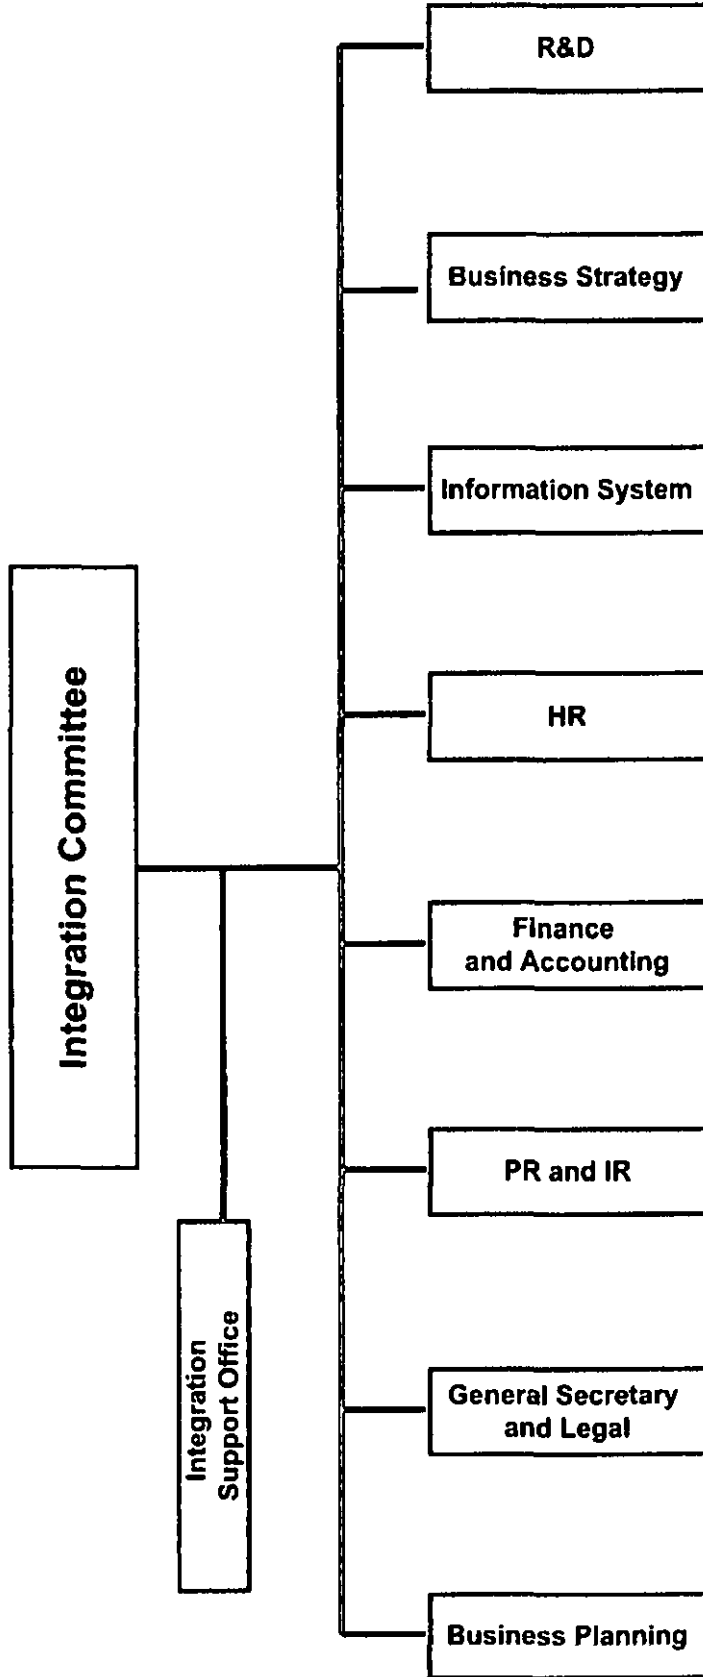 R&D
Business Strategy
Information System
HR
Integration Committee
Finance
and Accounting
PR and IR
Integration
Support Office
General Secretary
and Legal
Business Planning